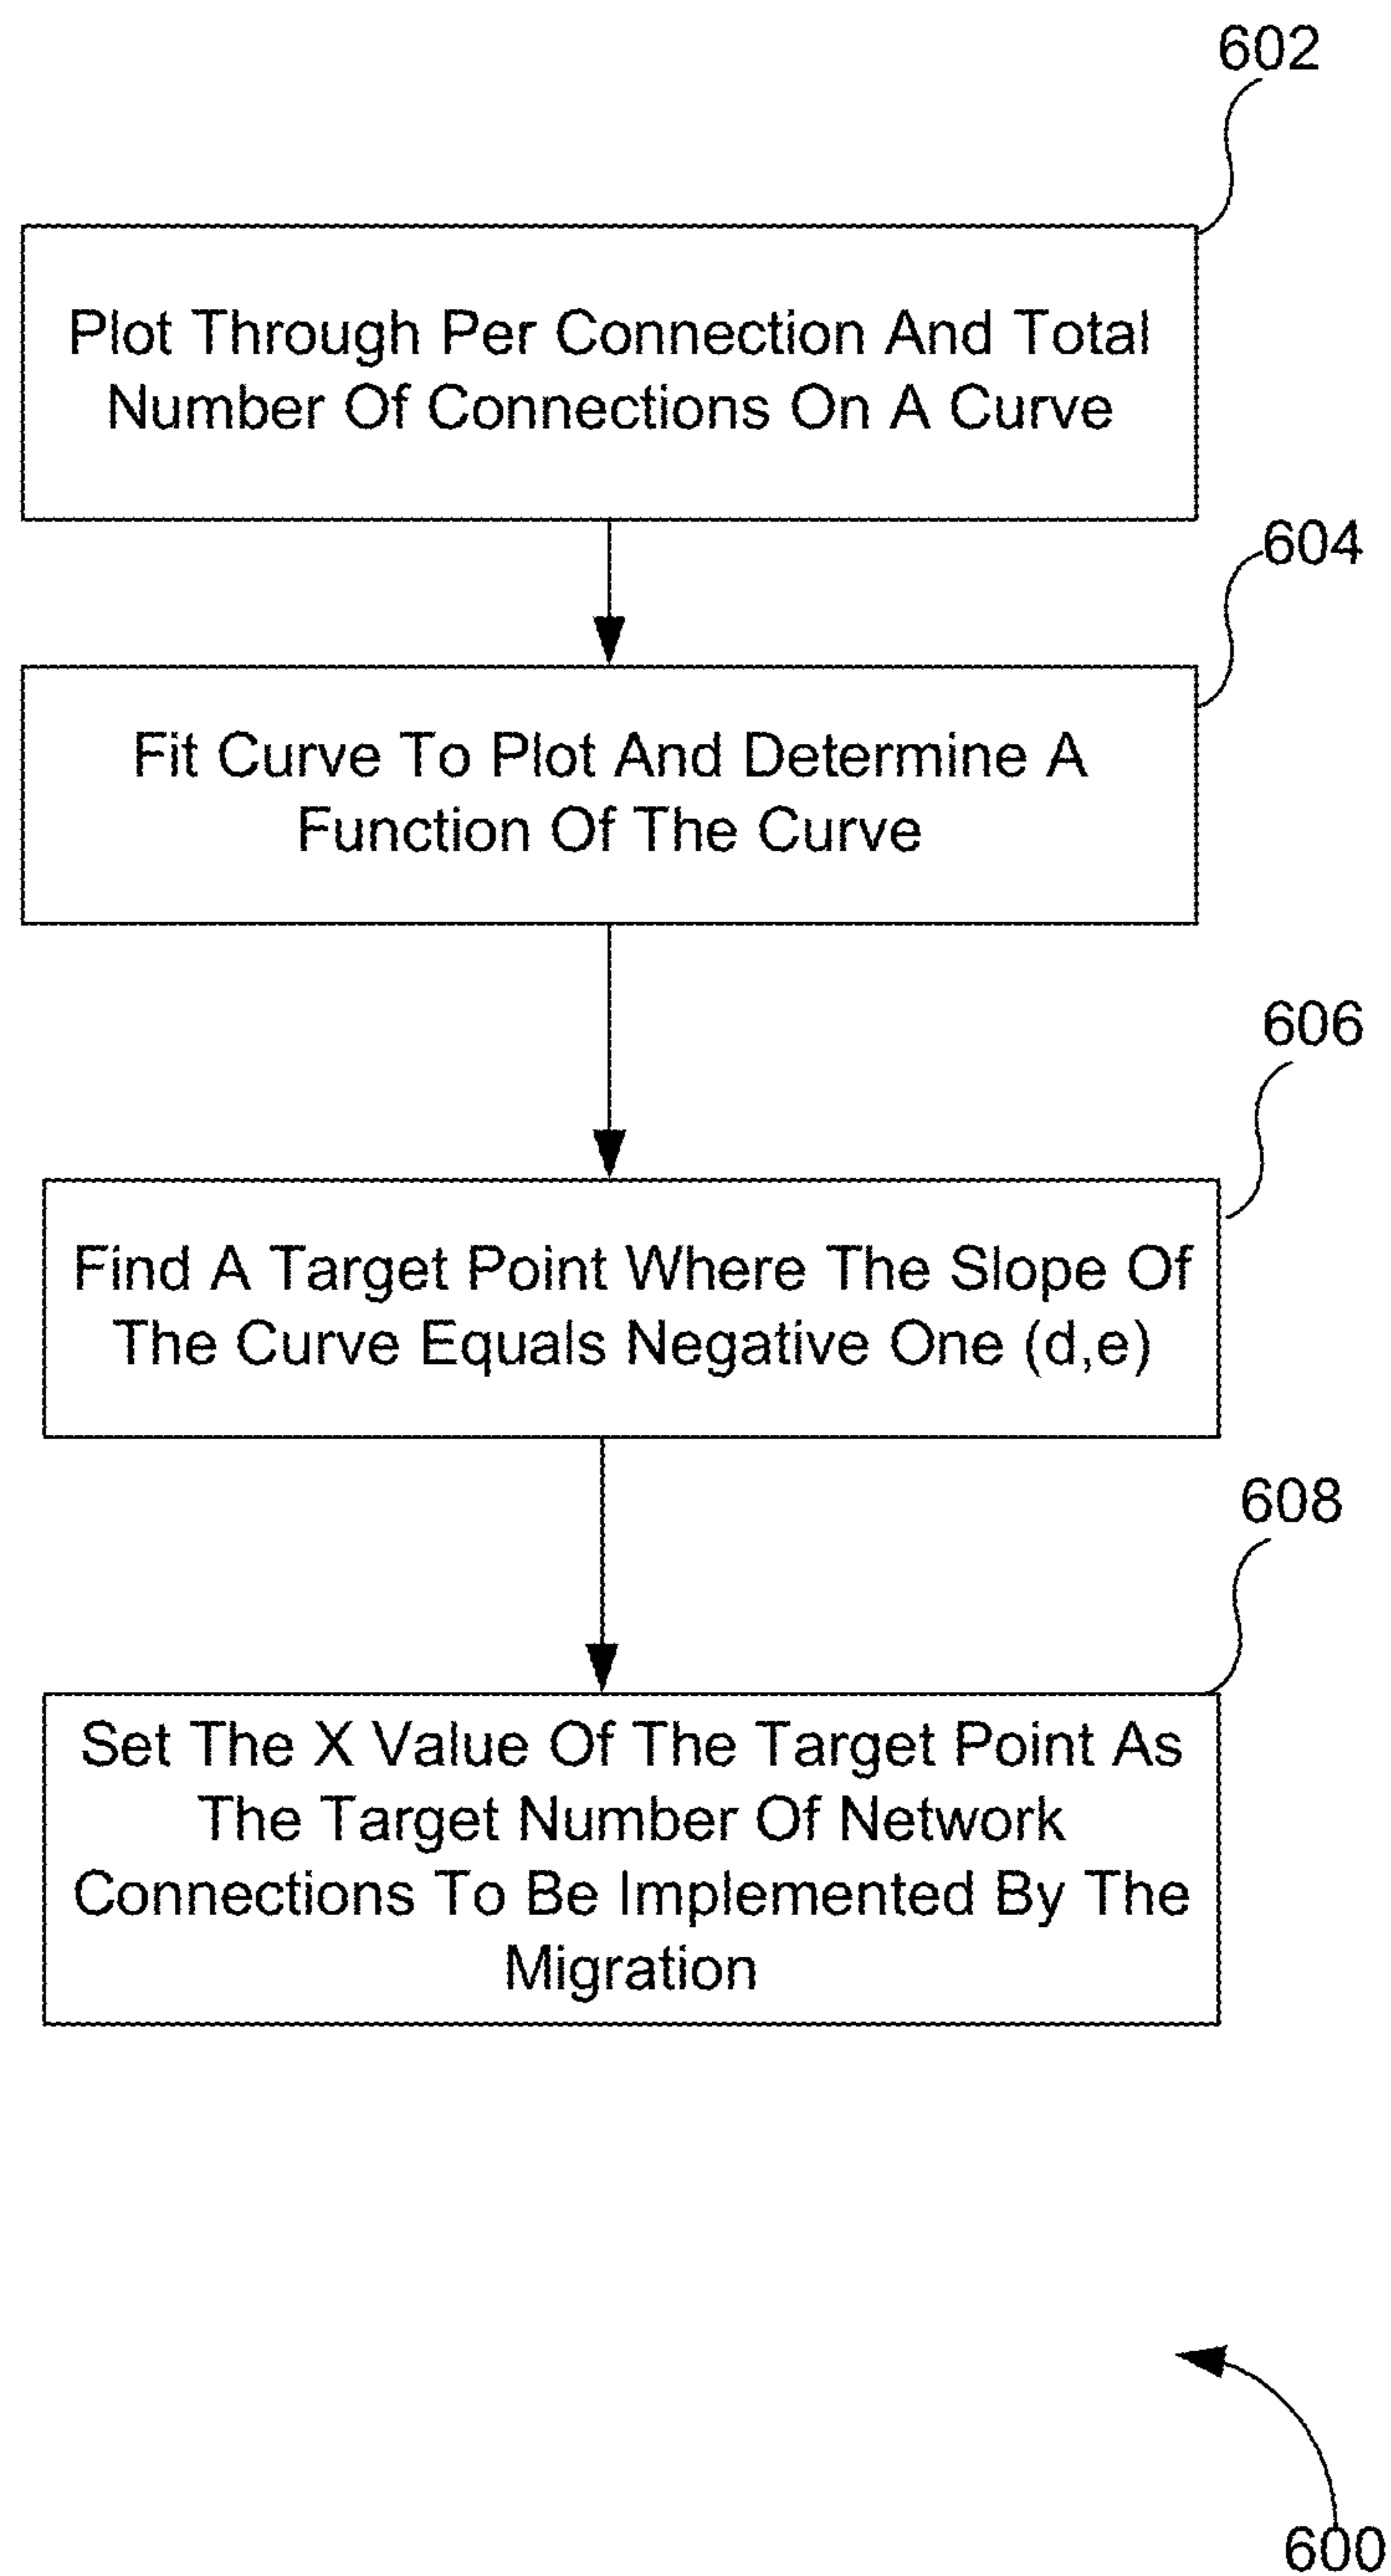 602
Plot Through Per Connection And Total
Number Of Connections On A Curve
604
Fit Curve To Plot And Determine A
Function Of The Curve
606
Find A Target Point Where The Slope Of
The Curve Equals Negative One (d,e)
608
Set The X Value Of The Target Point As
The Target Number Of Network
Connections To Be Implemented By The
Migration
600